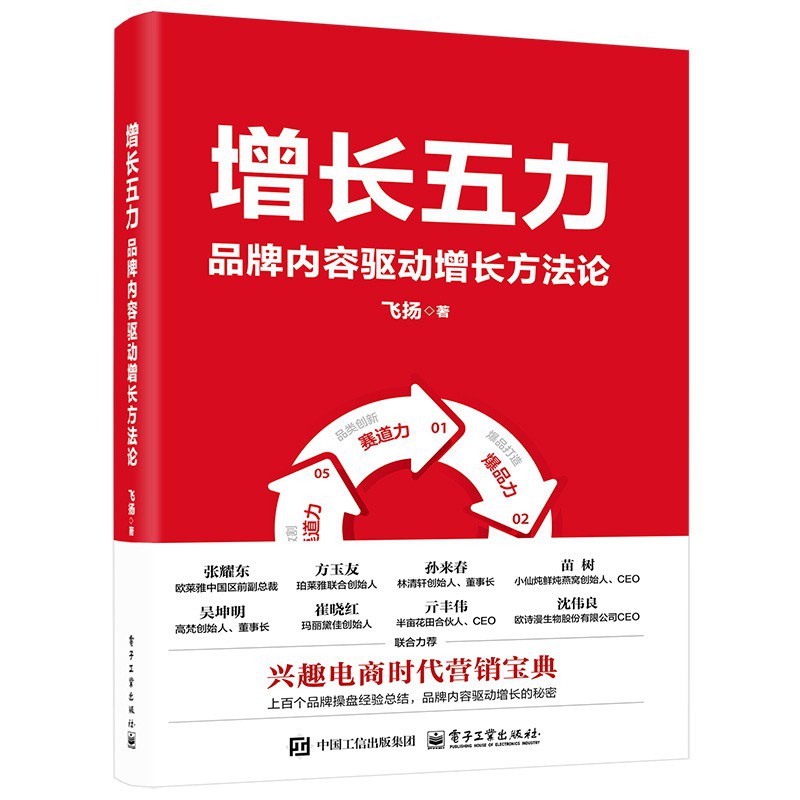 增长五力
品牌内容驱动增长方法论
飞扬◇著
增长五力
品牌内容驱动增长方法论
飞扬◇著
电子工业出版社
品类创新
赛道力
01
爆品打造
爆品力
02
05
道力
张耀东
欧莱雅中国区前副总裁
方玉友
珀莱雅联合创始人
孙来春
林清轩创始人、董事长
苗树
小仙炖鲜炖燕窝创始人、CEO
吴坤明
高梵创始人、董事长
崔晓红
玛丽黛佳创始人
亓丰伟
半亩花田合伙人、CEO
沈伟良
欧诗漫生物股份有限公司CEO
联合力荐
兴趣电商时代营销宝典
上百个品牌操盘经验总结，品牌内容驱动增长的秘密
中国工信出版集团
电子工业出版社
PUBLISHING HOUSE OF ELECTRONICS INDUSTRY